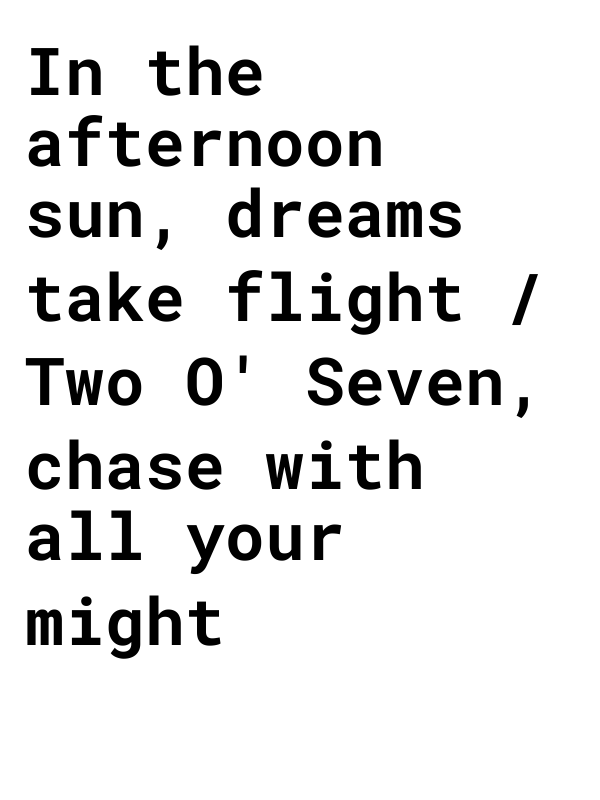 In the
afternoon
sun, dreams
take flight /
Two O' Seven,
chase with
all your
might